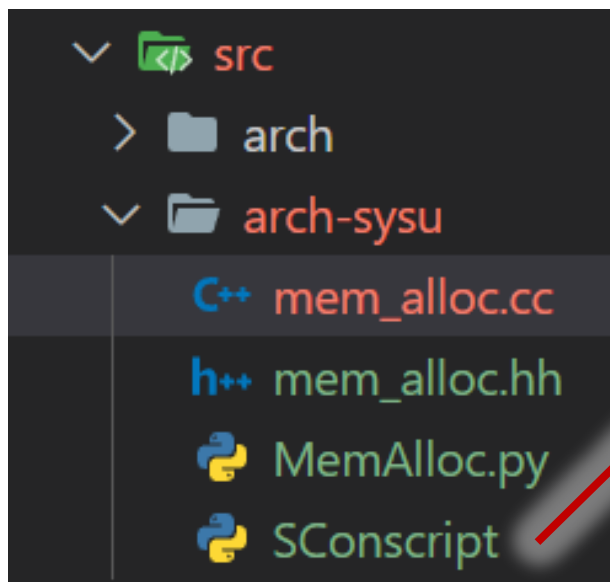 src
arch
arch-sysu
C++ mem_alloc.cc
h++ mem_alloc.hh
MemAlloc.py
SConscript